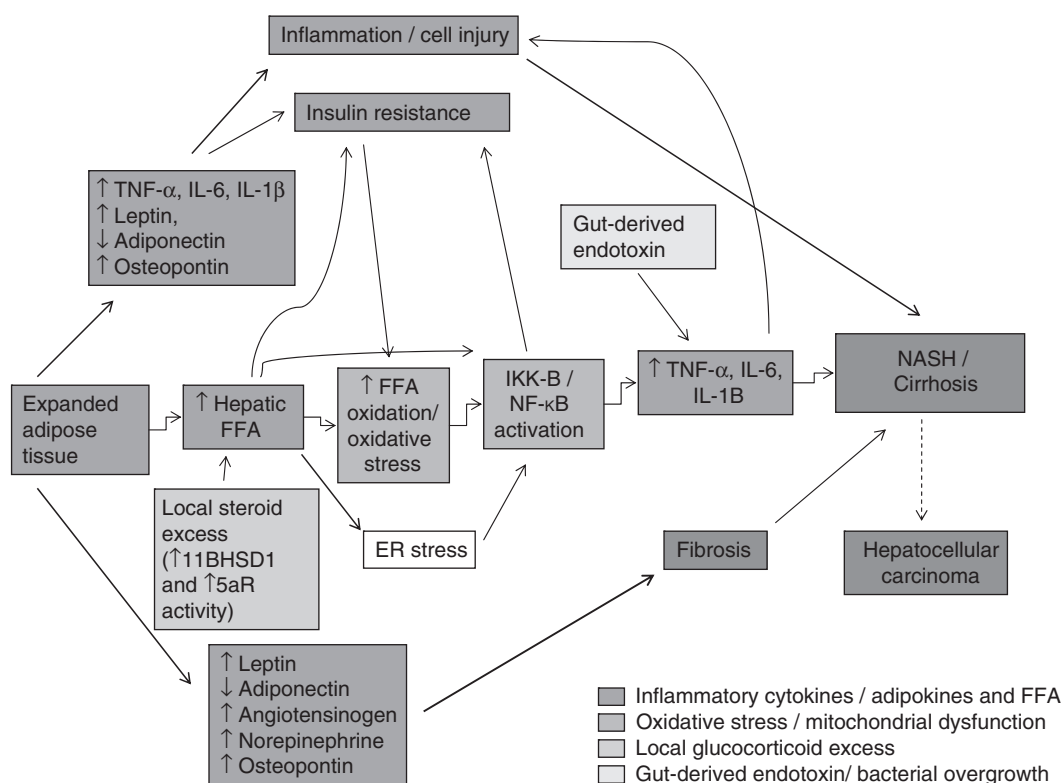 Inflammation / cell injury
Insulin resistance
↑ TNF-α, IL-6, IL-1β
↑ Leptin,
↓ Adiponectin
↑ Osteopontin
Gut-derived
endotoxin
Expanded
adipose
tissue
↑ Hepatic
FFA
↑ FFA
oxidation/
oxidative
stress
IKK-B /
NF-κB
activation
↑ TNF-α, IL-6,
IL-1B
NASH /
Cirrhosis
Local steroid
excess
(↑11BHSD1
and ↑5aR
activity)
ER stress
Fibrosis
Hepatocellular
carcinoma
↑ Leptin
↓ Adiponectin
↑ Angiotensinogen
↑ Norepinephrine
↑ Osteopontin
Inflammatory cytokines / adipokines and FFA
Oxidative stress / mitochondrial dysfunction
Local glucocorticoid excess
Gut-derived endotoxin/ bacterial overgrowth